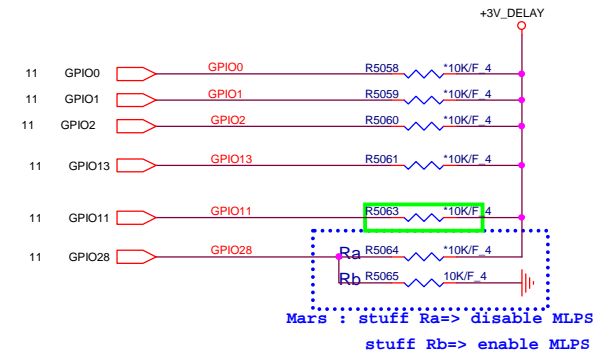 +3V_DELAY
11 GPIO0 GPIO0 R5058 *10K/F_4
11 GPIO1 GPIO1 R5059 *10K/F_4
11 GPIO2 GPIO2 R5060 *10K/F_4
11 GPIO13 GPIO13 R5061 *10K/F_4
11 GPIO11 GPIO11 R5063 *10K/F_4
11 GPIO28 GPIO28 Ra R5064 *10K/F_4
Rb R5065 10K/F_4
Mars : stuff Ra=> disable MLPS
stuff Rb=> enable MLPS